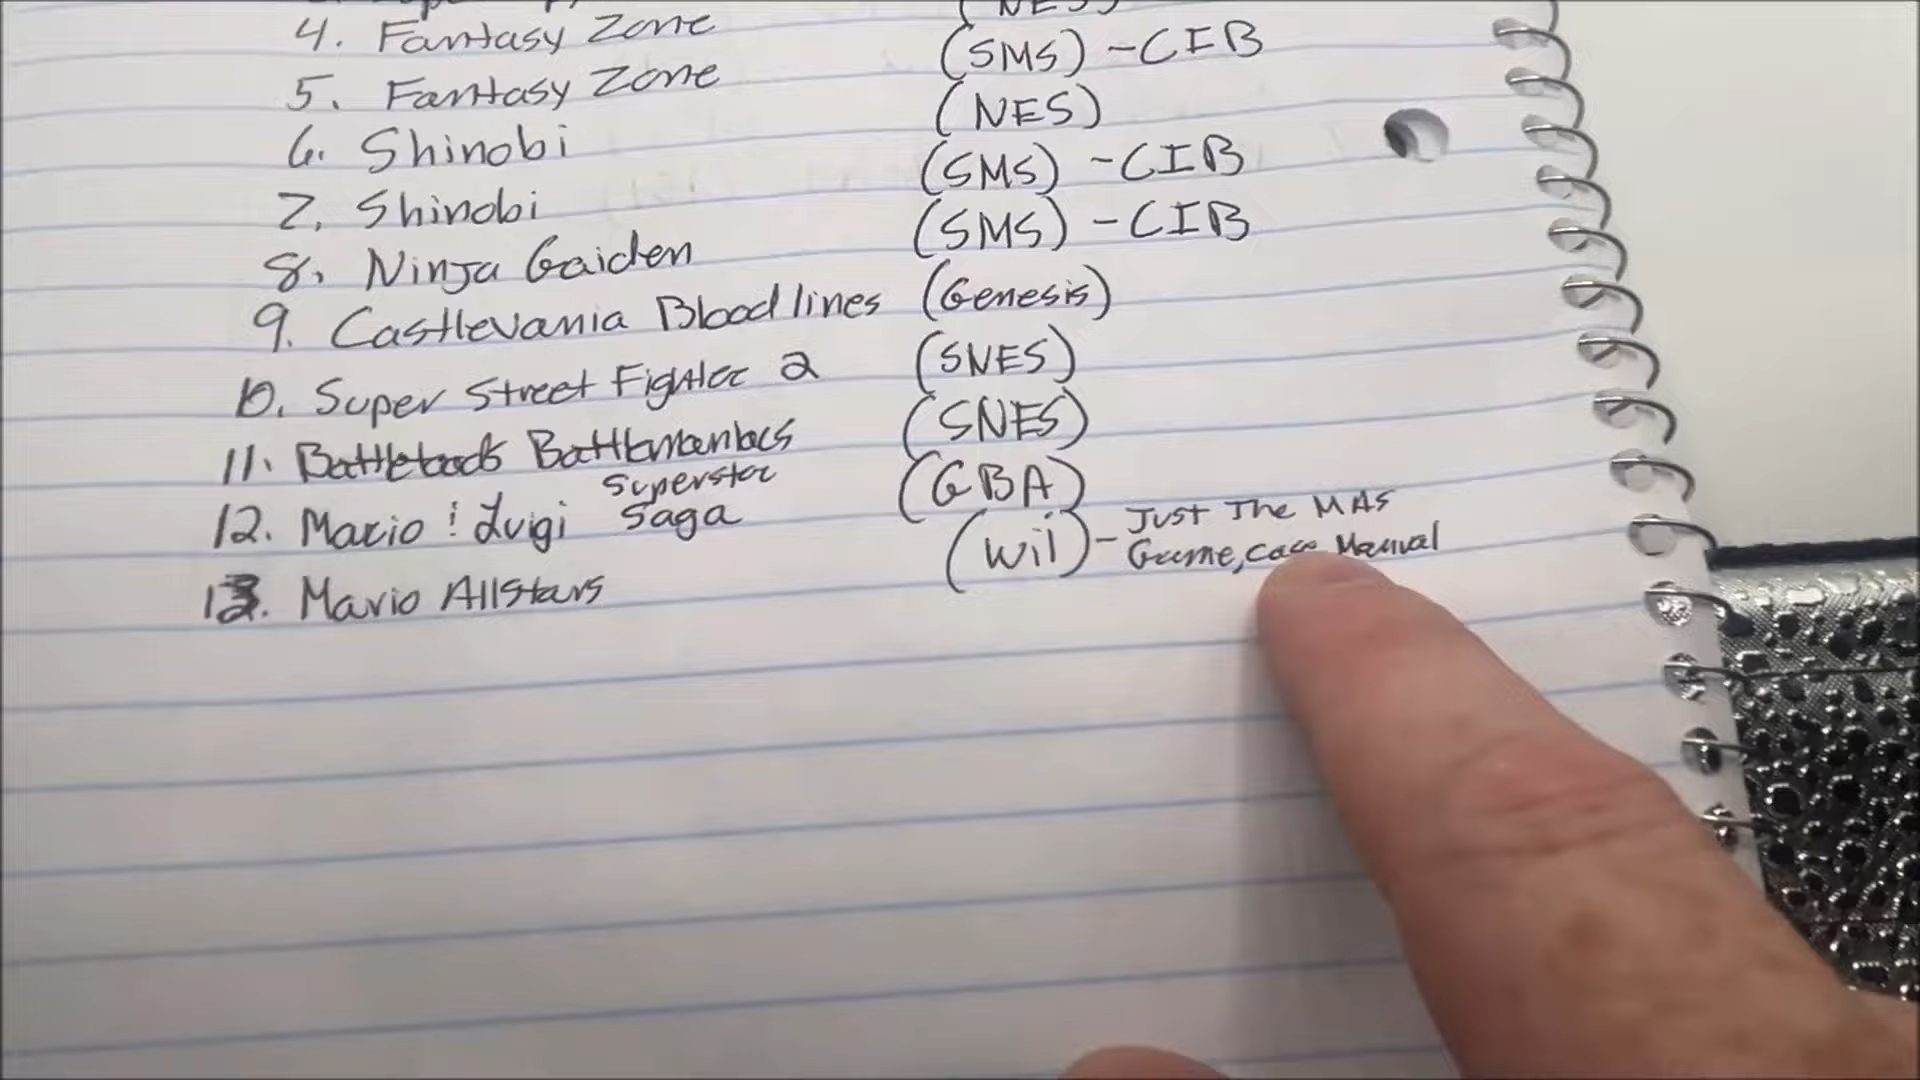 4. Fantasy Zone (NES)
5. Fantasy Zone (SMS) - CIB
6. Shinobi (NES)
7. Shinobi (SMS) - CIB
8. Ninja Gaiden (SMS) - CIB
9. Castlevania Bloodlines (Genesis)
10. Super Street Fighter 2 (SNES)
11. Battletoads Battlemaniacs (SNES)
12. Mario & Luigi Superstar Saga (GBA)
13. Mario Allstars (Wii) - Just The MAS
Game, Case Manual